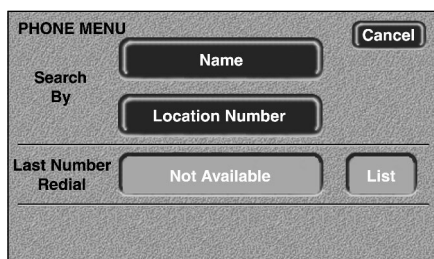 PHONE MENU
Cancel
Search
By
Name
Location Number
Last Number
Redial
Not Available
List